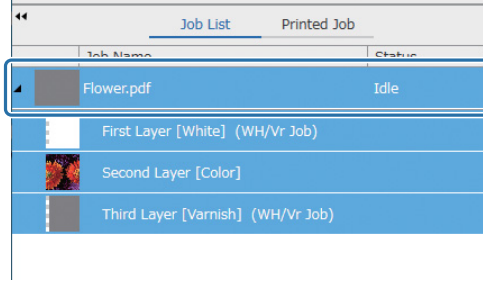 Job List Printed Job
Job Name Status
Flower.pdf Idle
First Layer [White] (WH/Vr Job)
Second Layer [Color]
Third Layer [Varnish] (WH/Vr Job)